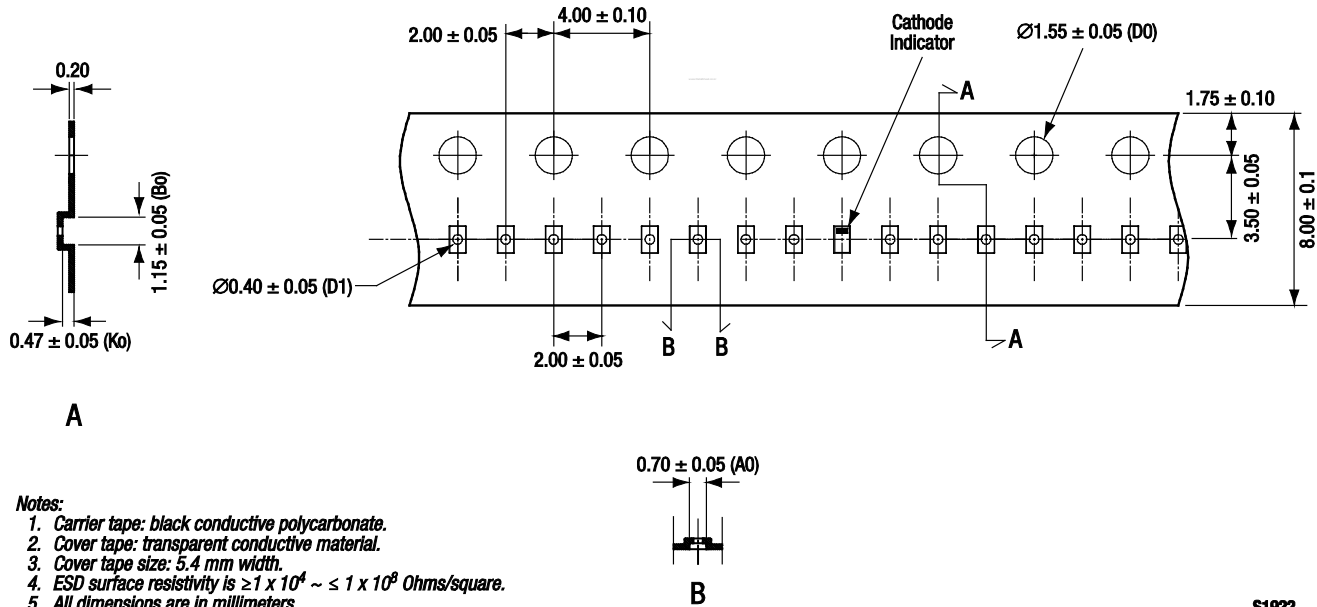 4.00 ± 0.10
2.00 ± 0.05
Cathode
Indicator
Ø1.55 ± 0.05 (D0)
0.20
A
1.75 ± 0.10
1.15 ± 0.05 (Bo)
3.50 ± 0.05
8.00 ± 0.1
Ø0.40 ± 0.05 (D1)
0.47 ± 0.05 (Ko)
B B
A
2.00 ± 0.05
A
0.70 ± 0.05 (A0)
B
Notes:
1. Carrier tape: black conductive polycarbonate.
2. Cover tape: transparent conductive material.
3. Cover tape size: 5.4 mm width.
4. ESD surface resistivity is ≥1 x 10⁴ ~ ≤ 1 x 10⁸ Ohms/square.
5. All dimensions are in millimeters
S1922